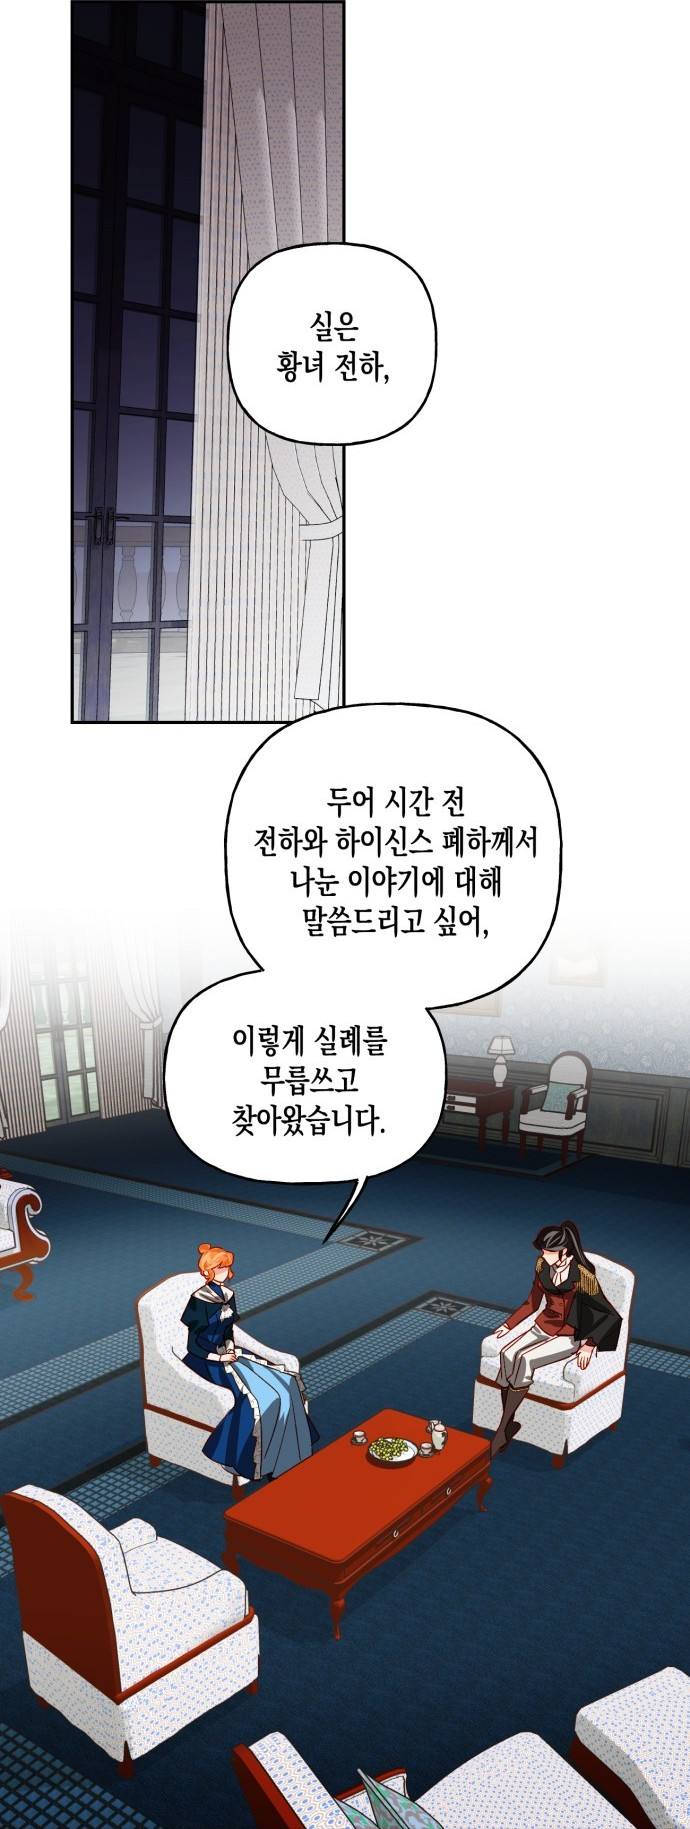 실은
황녀 전하,
두어 시간 전
전하와 하이신스 폐하께서
나눈 이야기에 대해
말씀드리고 싶어,
이렇게 실례를
무릅쓰고
찾아왔습니다.